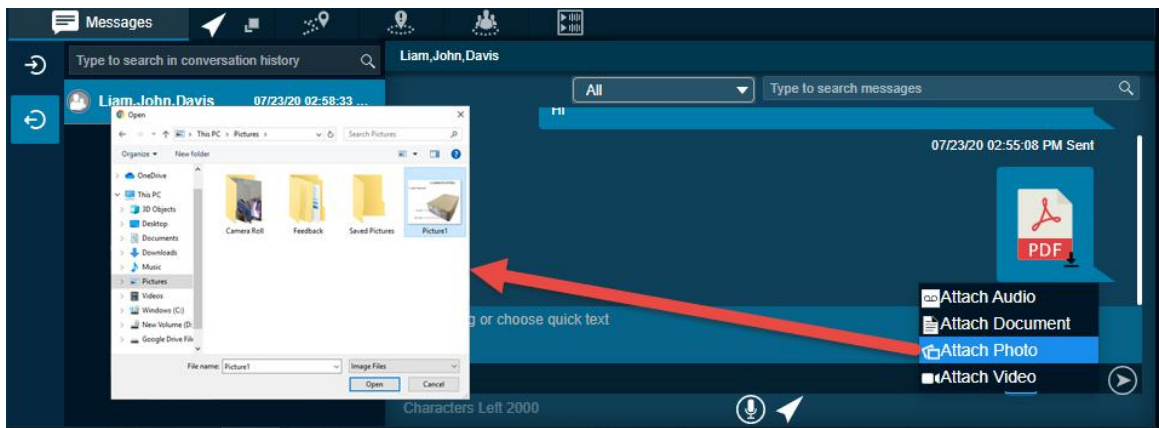 Messages
Type to search in conversation history
Liam,John,Davis
07/23/20 02:58:33 ...
Liam,John,Davis
All
Type to search messages
Hi
07/23/20 02:55:08 PM Sent
PDF
Open
This PC
Pictures
Search Pictures
Organize
New folder
OneDrive
This PC
3D Objects
Desktop
Documents
Downloads
Music
Pictures
Videos
Windows (C:)
New Volume (D:
Google Drive File
Camera Roll
Feedback
Saved Pictures
Picture1
File name:
Picture1
Image Files
Open
Cancel
g or choose quick text
Attach Audio
Attach Document
Attach Photo
Attach Video
Characters Left 2000